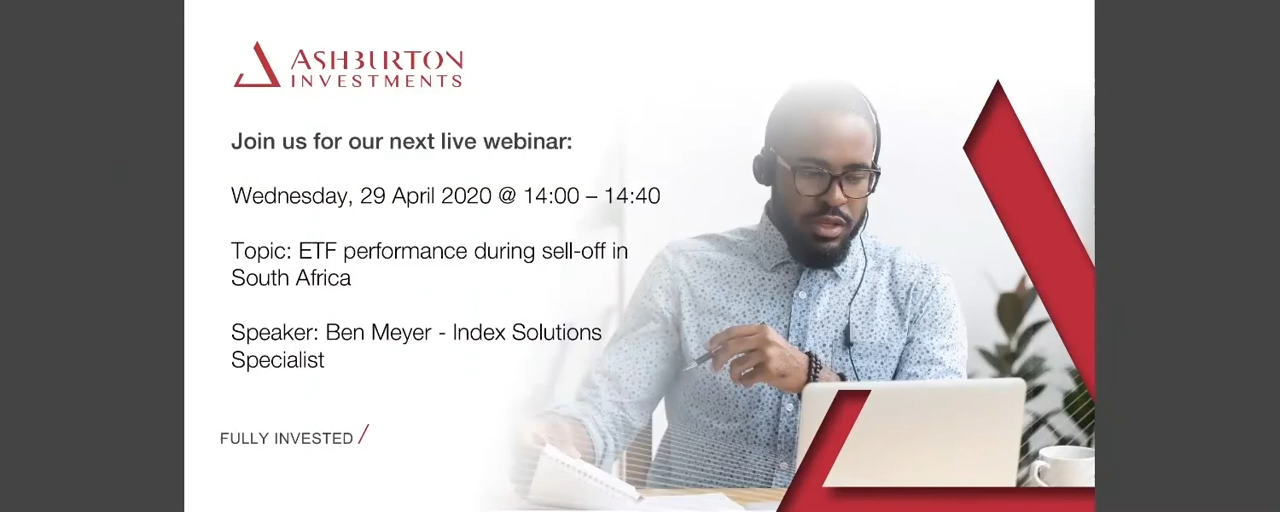 ASHBURTON
INVESTMENTS
Join us for our next live webinar:
Wednesday, 29 April 2020 @ 14:00 – 14:40
Topic: ETF performance during sell-off in
South Africa
Speaker: Ben Meyer - Index Solutions
Specialist
FULLY INVESTED /